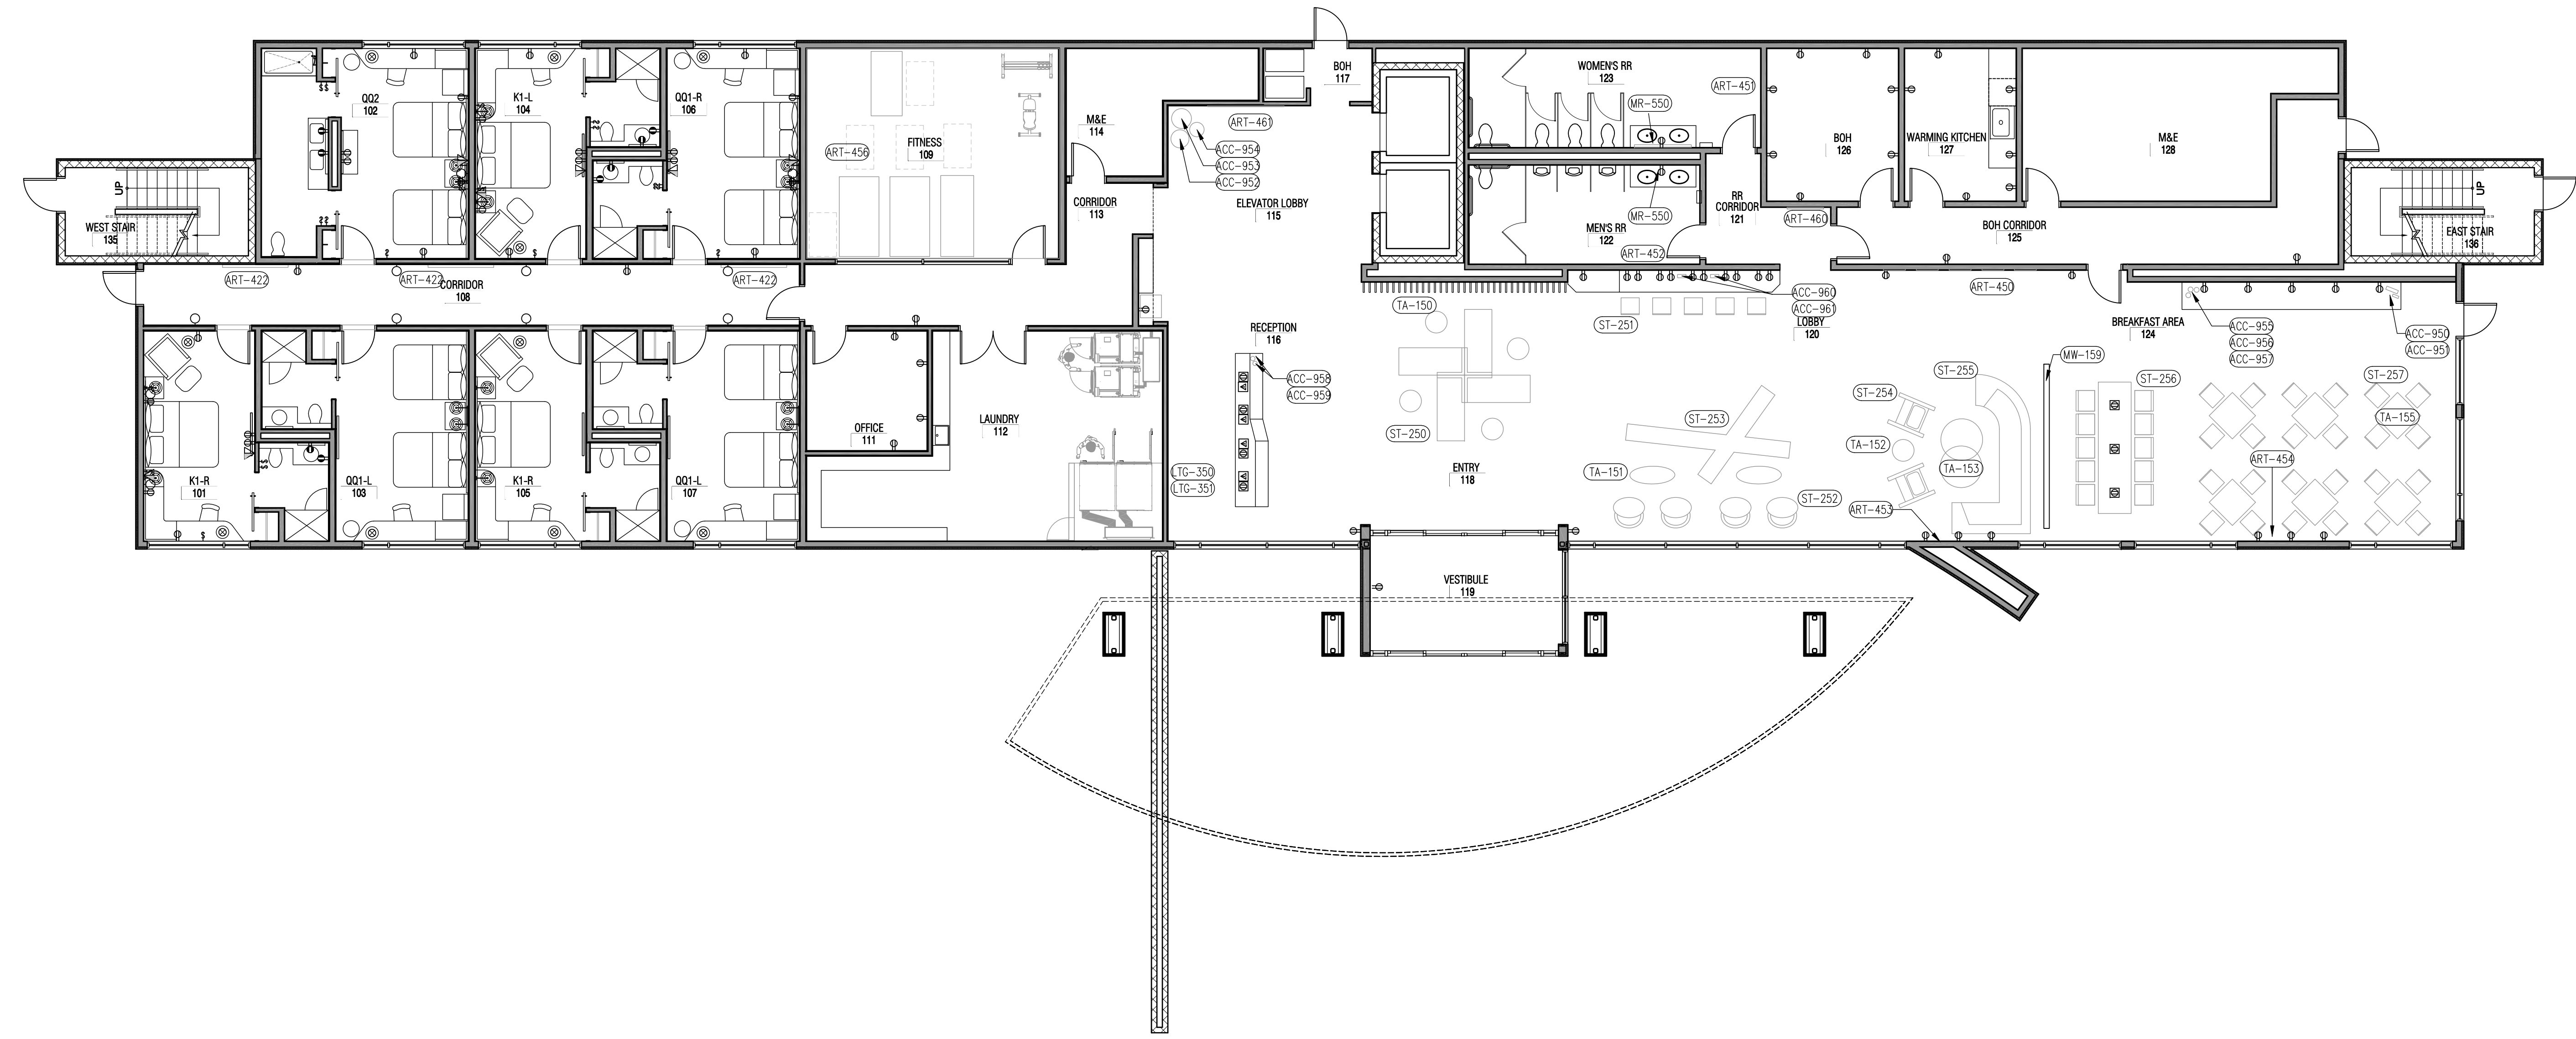 BOH
117
WOMEN'S RR
123
QQ2
102
K1-L
104
QQ1-R
106
ART-451
MR-550
M&E
114
ART-461
FITNESS
109
ART-456
ACC-954
ACC-953
ACC-952
BOH
126
WARMING KITCHEN
127
M&E
128
UP
UP
CORRIDOR
113
ELEVATOR LOBBY
115
RR
CORRIDOR
121
MR-550
ART-460
WEST STAIR
135
MEN'S RR
122
BOH CORRIDOR
125
EAST STAIR
136
ART-452
ART-422
ART-422
ART-422
CORRIDOR
108
ART-450
ACC-960
ACC-961
TA-150
ST-251
LOBBY
120
RECEPTION
116
BREAKFAST AREA
124
ACC-955
ACC-956
ACC-957
ACC-950
ACC-951
MW-159
ACC-958
ACC-959
ST-255
ST-256
ST-257
ST-254
TA-155
ST-253
ST-250
LAUNDRY
112
OFFICE
111
TA-152
ART-454
TA-153
TA-151
LTG-350
LTG-351
ENTRY
118
K1-R
101
QQ1-L
103
K1-R
105
QQ1-L
107
ST-252
ART-453
VESTIBULE
119